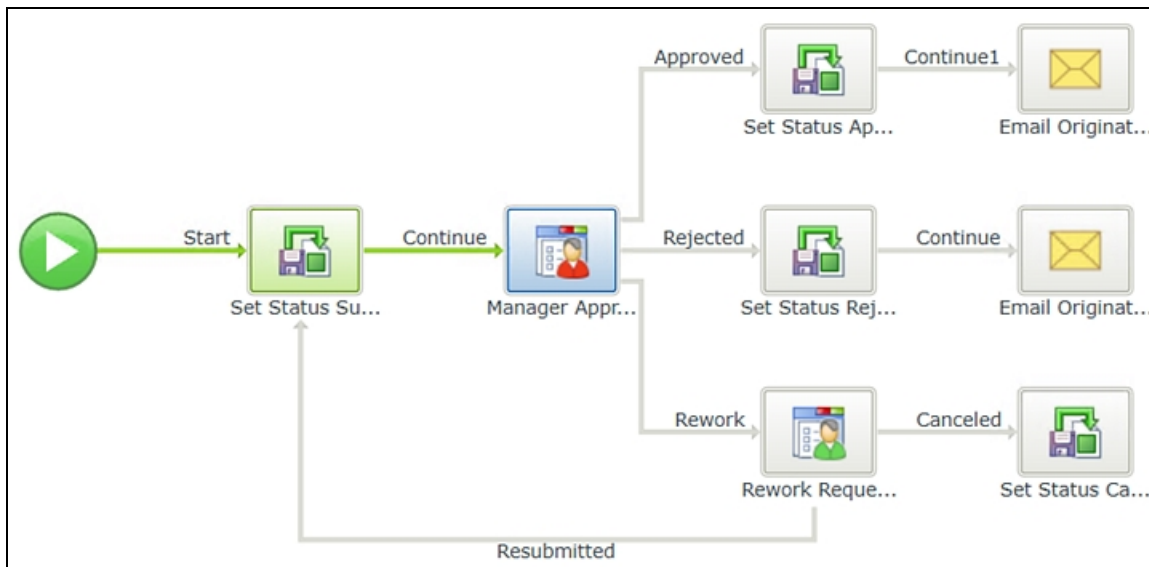 Approved
Continue1
Set Status Ap...
Email Originat...
Start
Continue
Rejected
Continue
Set Status Su...
Manager Appr...
Set Status Rej...
Email Originat...
Rework
Canceled
Rework Reque...
Set Status Ca...
Resubmitted